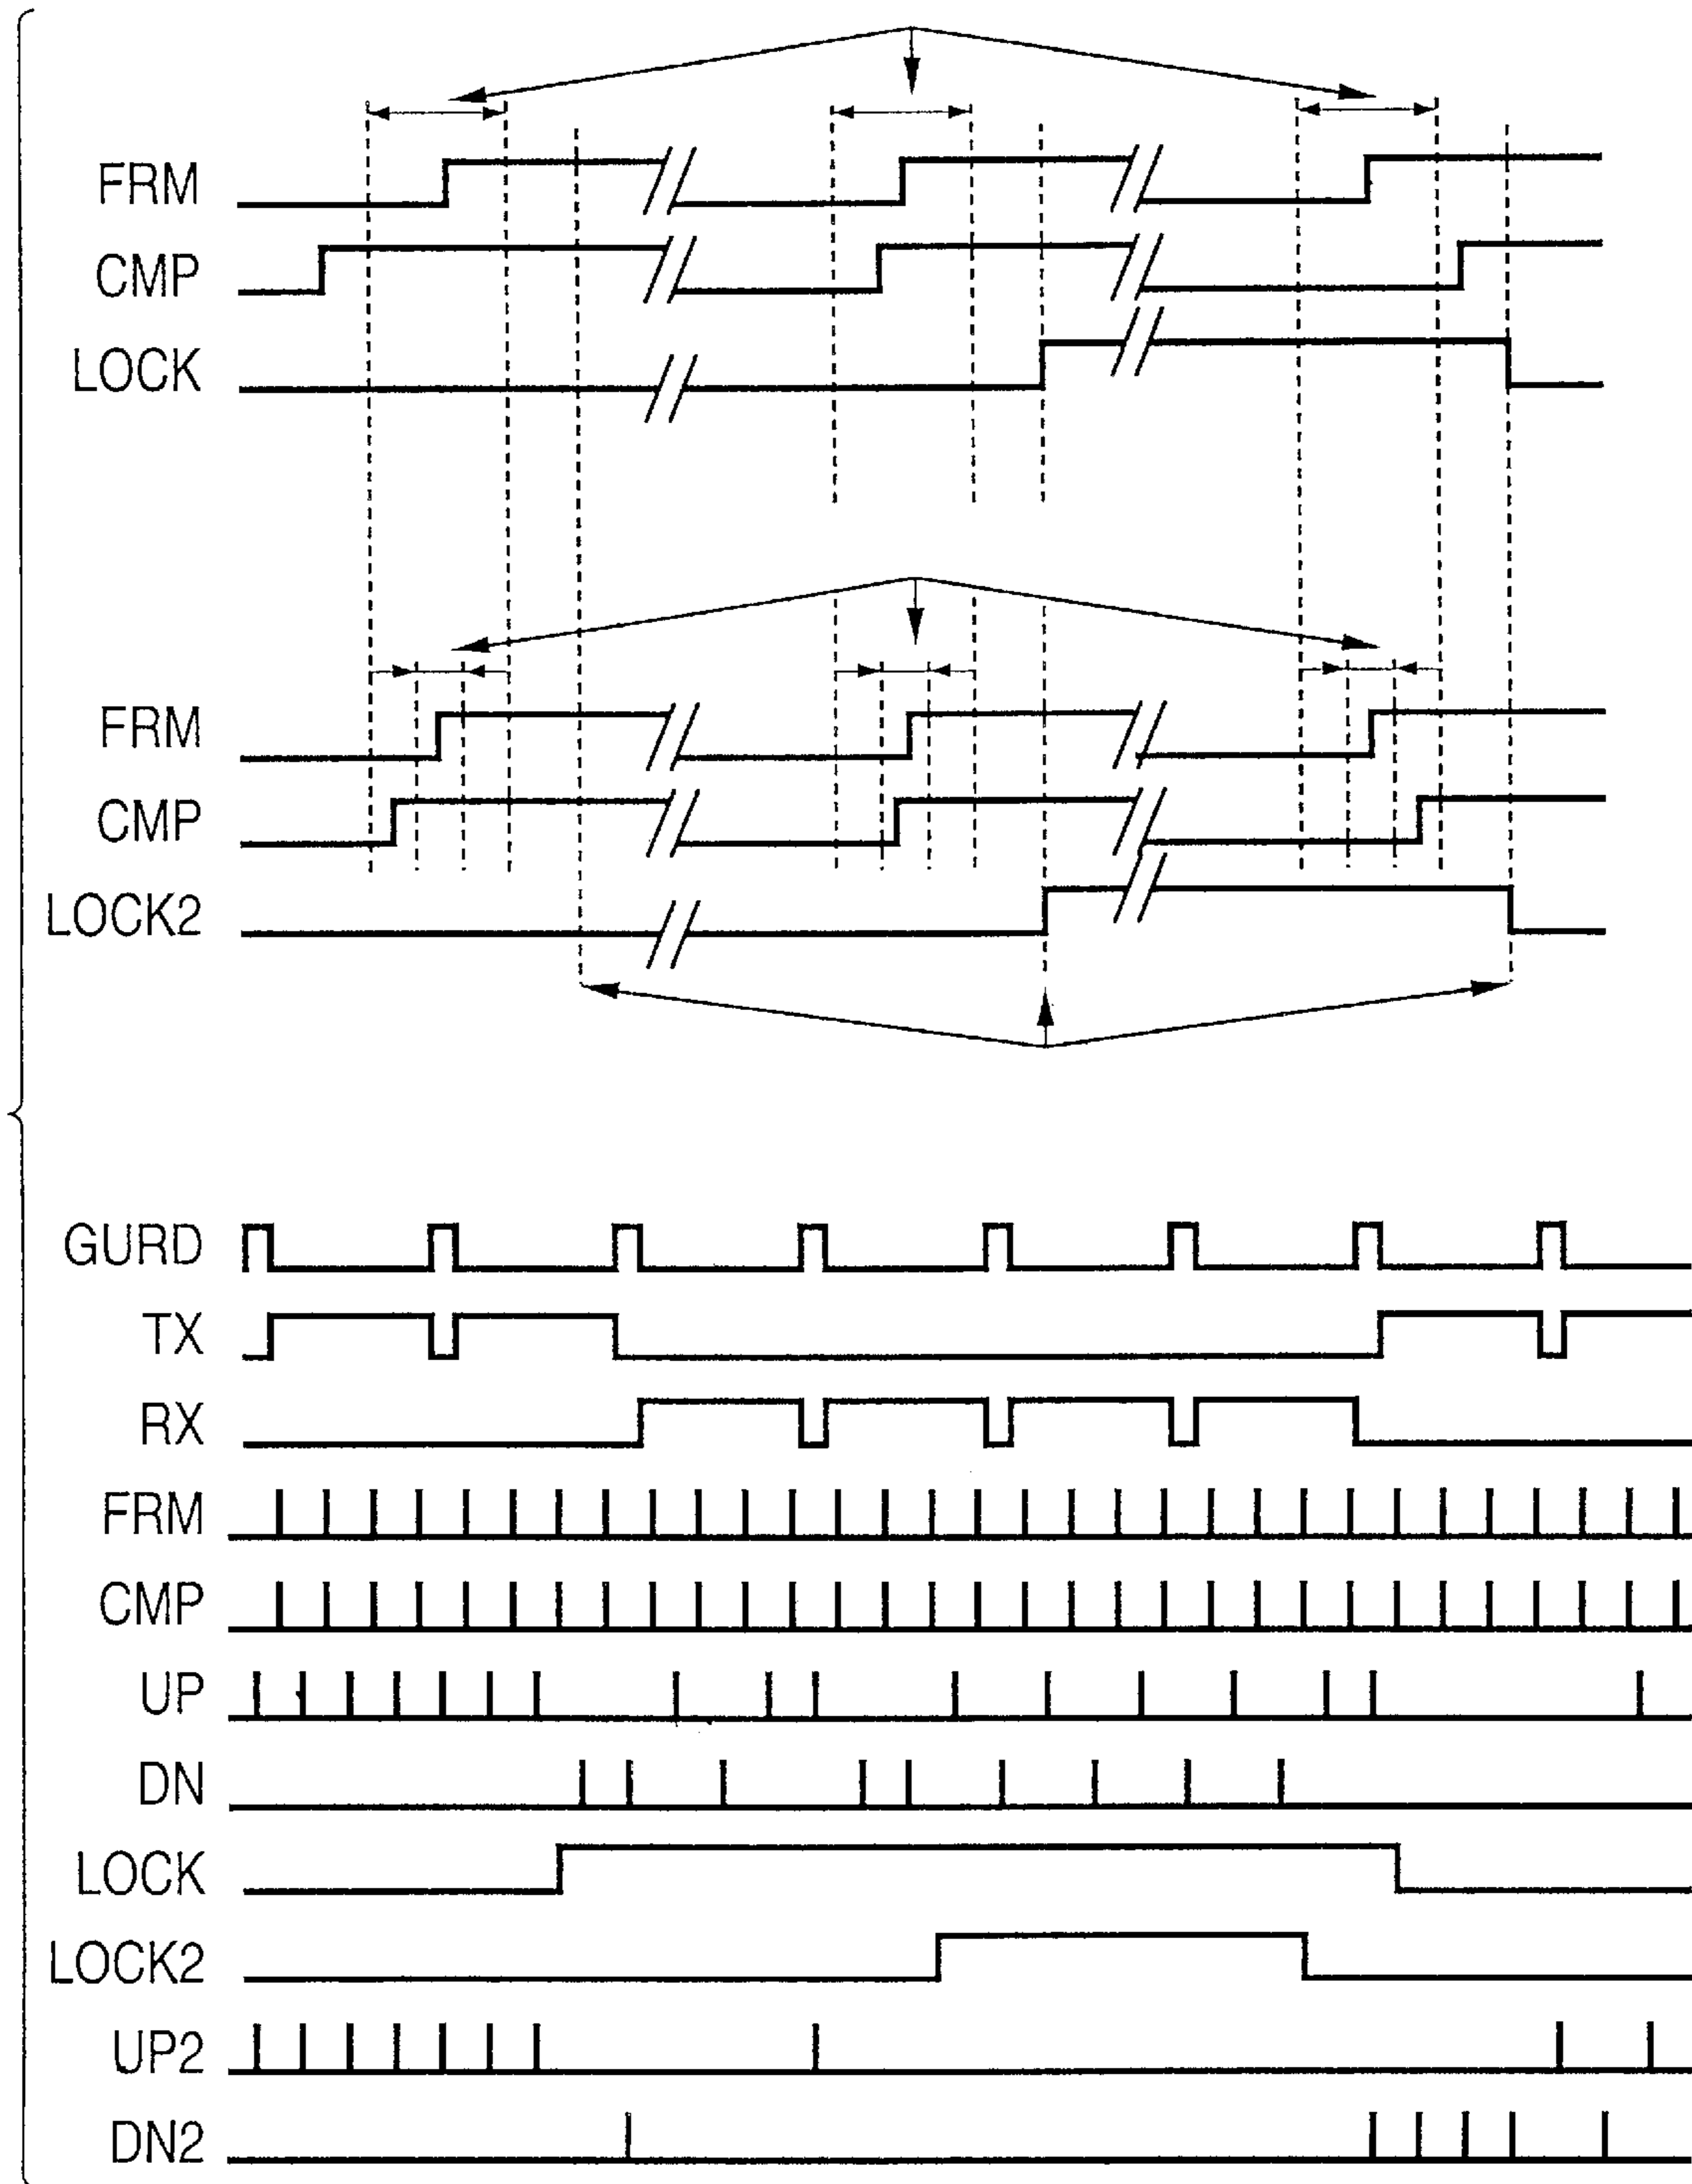 FRM
CMP
LOCK
FRM
CMP
LOCK2
GURD
TX
RX
FRM
CMP
UP
DN
LOCK
LOCK2
UP2
DN2